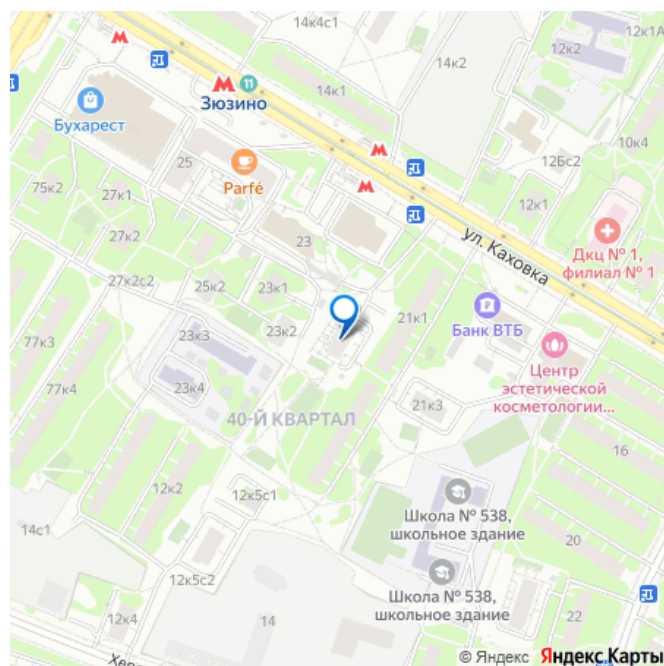 14к4с1
12к1А
12к2
14к2
М
М
11
Зюзино
14к1
Бухарест
10к4
М
25
Parfé
12Бс2
75к2
27к1
М
12к1
27к2
23
ул. Каховка
Дкц № 1,
филиал № 1
27к2с2
25к2
23к1
21к1
Банк ВТБ
23к2
23к3
77к3
Центр
эстетической
косметологии...
77к4
23к4
21к3
40-Й КВАРТАЛ
16
12к2
12к5с1
Школа № 538,
школьное здание
14с1
20
12к5с2
Школа № 538,
школьное здание
12к4
14
22
© Яндекс Яндекс Карты